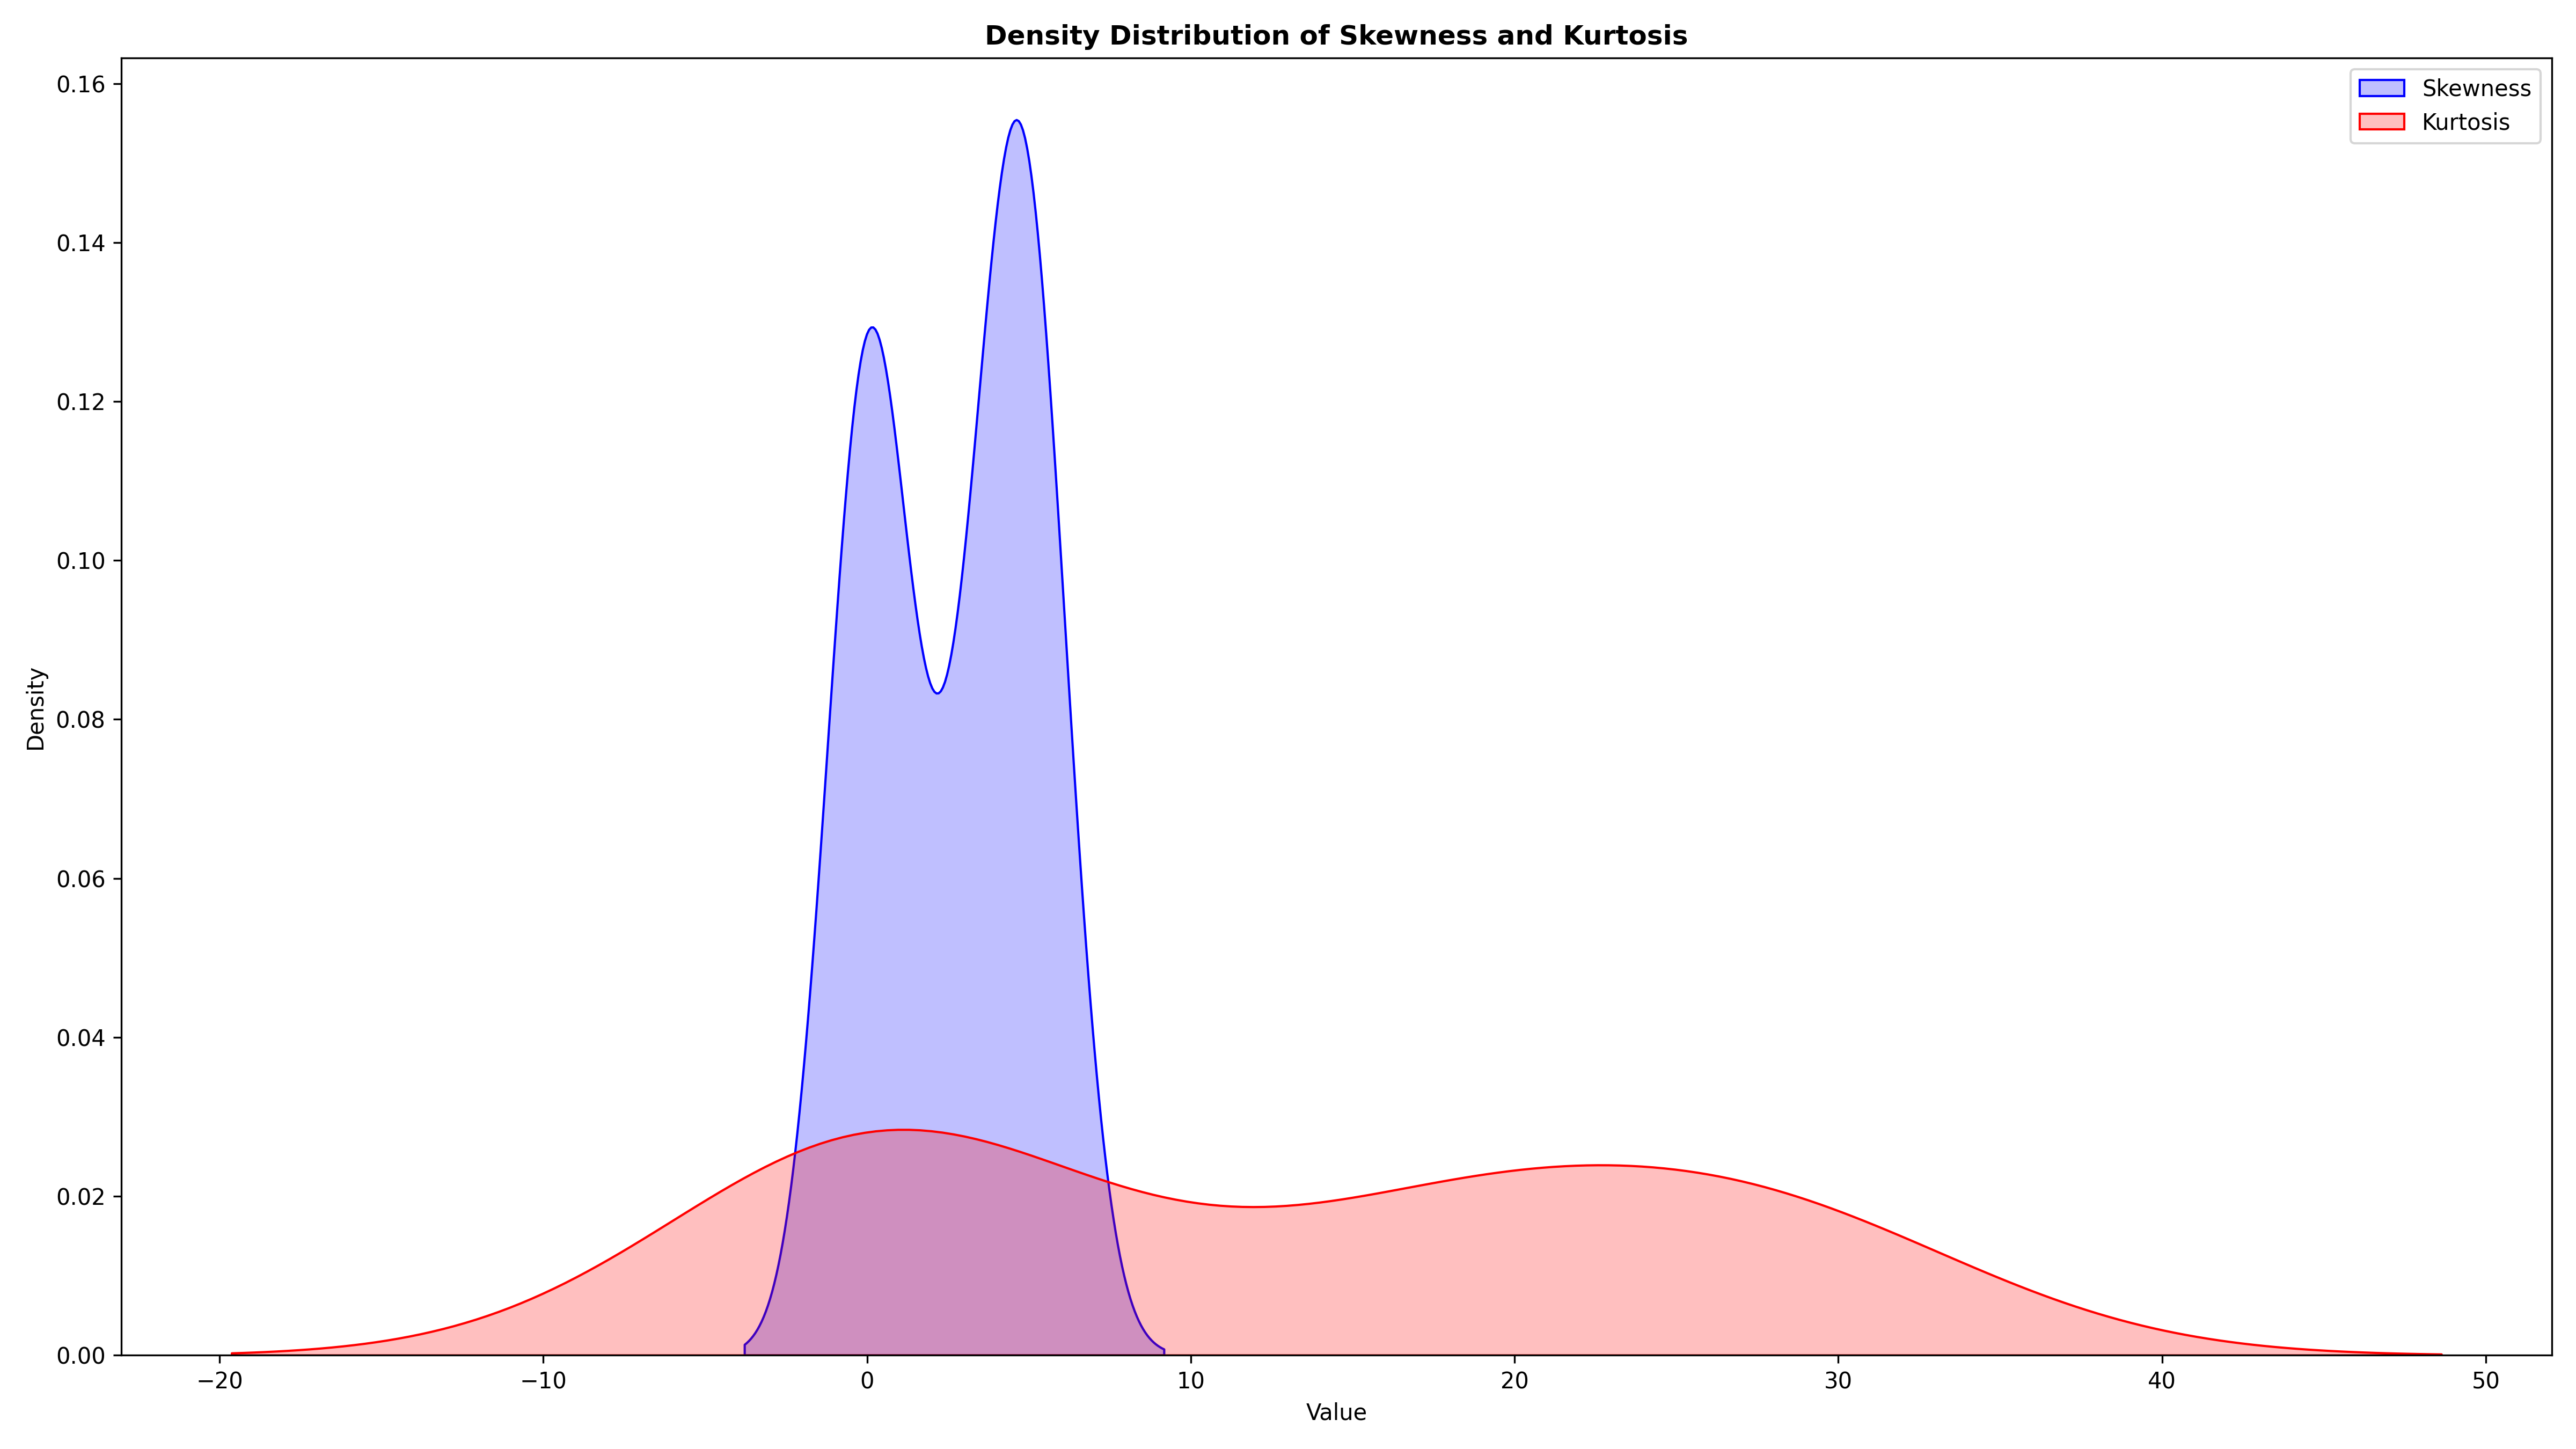 Density Distribution of Skewness and Kurtosis
Skewness
Kurtosis
Density
0.16
0.14
0.12
0.10
0.08
0.06
0.04
0.02
0.00
−20 −10 0 10 20 30 40 50
Value